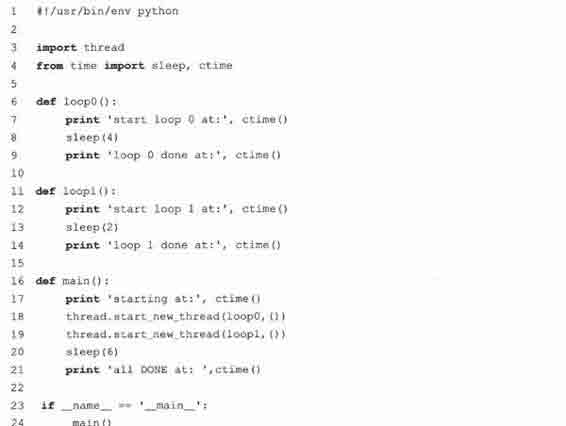 1 #!/usr/bin/env python
2
3 import thread
4 from time import sleep, ctime
5
6 def loop0():
7 print 'start loop 0 at:', ctime()
8 sleep(4)
9 print 'loop 0 done at:', ctime()
10
11 def loop1():
12 print 'start loop 1 at:', ctime()
13 sleep(2)
14 print 'loop 1 done at:', ctime()
15
16 def main():
17 print 'starting at:', ctime()
18 thread.start_new_thread(loop0,())
19 thread.start_new_thread(loop1,())
20 sleep(6)
21 print 'all DONE at: ',ctime()
22
23 if __name__ == '__main__':
24 main()